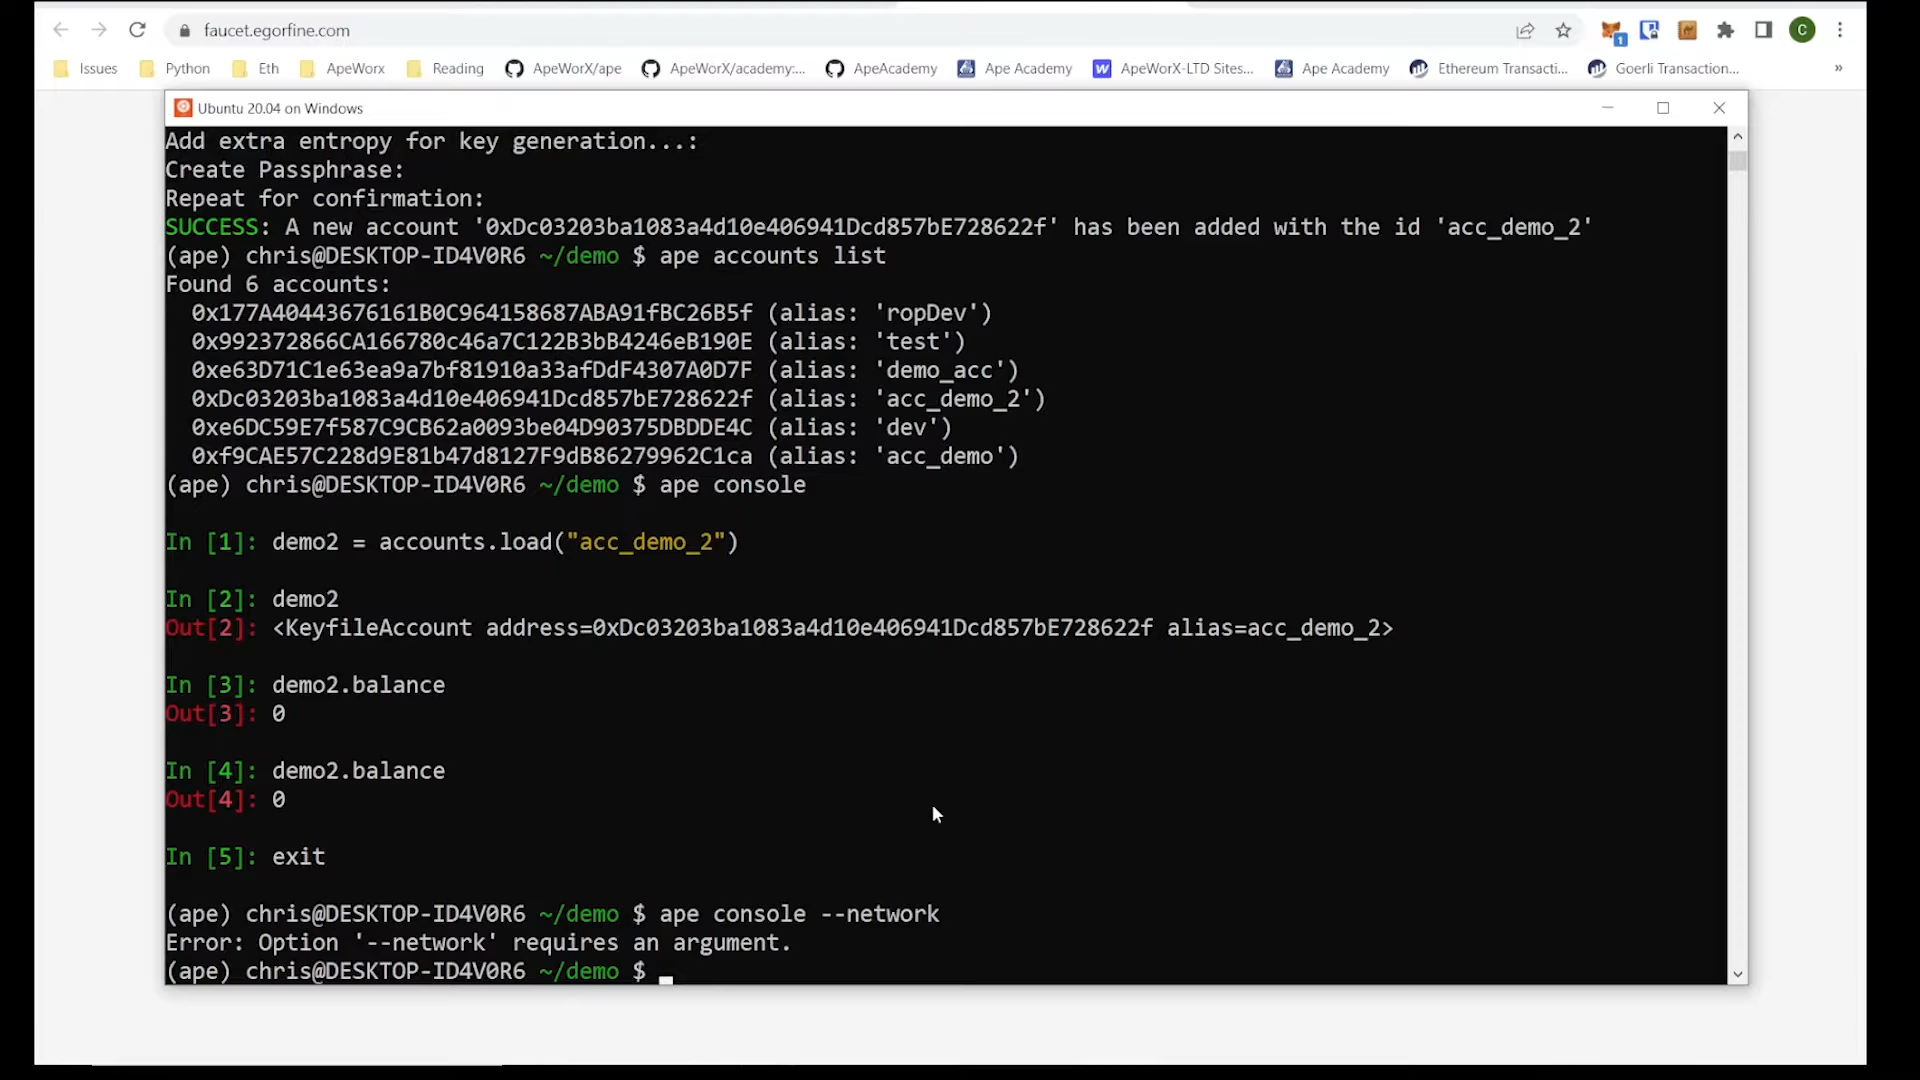 faucet.egorfine.com
1
C
Issues Python Eth ApeWorx Reading ApeWorX/ape ApeWorX/academy:... ApeAcademy Ape Academy W ApeWorX-LTD Sites... Ape Academy Ethereum Transacti... Goerli Transaction... »
Ubuntu 20.04 on Windows
Add extra entropy for key generation...:
Create Passphrase:
Repeat for confirmation:
SUCCESS: A new account '0xDc03203ba1083a4d10e406941Dcd857bE728622f' has been added with the id 'acc_demo_2'
(ape) chris@DESKTOP-ID4V0R6 ~/demo $ ape accounts list
Found 6 accounts:
0x177A40443676161B0C964158687ABA91fBC26B5f (alias: 'ropDev')
0x992372866CA166780c46a7C122B3bB4246eB190E (alias: 'test')
0xe63D71C1e63ea9a7bf81910a33afDdF4307A0D7F (alias: 'demo_acc')
0xDc03203ba1083a4d10e406941Dcd857bE728622f (alias: 'acc_demo_2')
0xe6DC59E7f587C9CB62a0093be04D90375DBDDE4C (alias: 'dev')
0xf9CAE57C228d9E81b47d8127F9dB86279962C1ca (alias: 'acc_demo')
(ape) chris@DESKTOP-ID4V0R6 ~/demo $ ape console
In [1]: demo2 = accounts.load("acc_demo_2")
In [2]: demo2
Out[2]: <KeyfileAccount address=0xDc03203ba1083a4d10e406941Dcd857bE728622f alias=acc_demo_2>
In [3]: demo2.balance
Out[3]: 0
In [4]: demo2.balance
Out[4]: 0
In [5]: exit
(ape) chris@DESKTOP-ID4V0R6 ~/demo $ ape console --network
Error: Option '--network' requires an argument.
(ape) chris@DESKTOP-ID4V0R6 ~/demo $